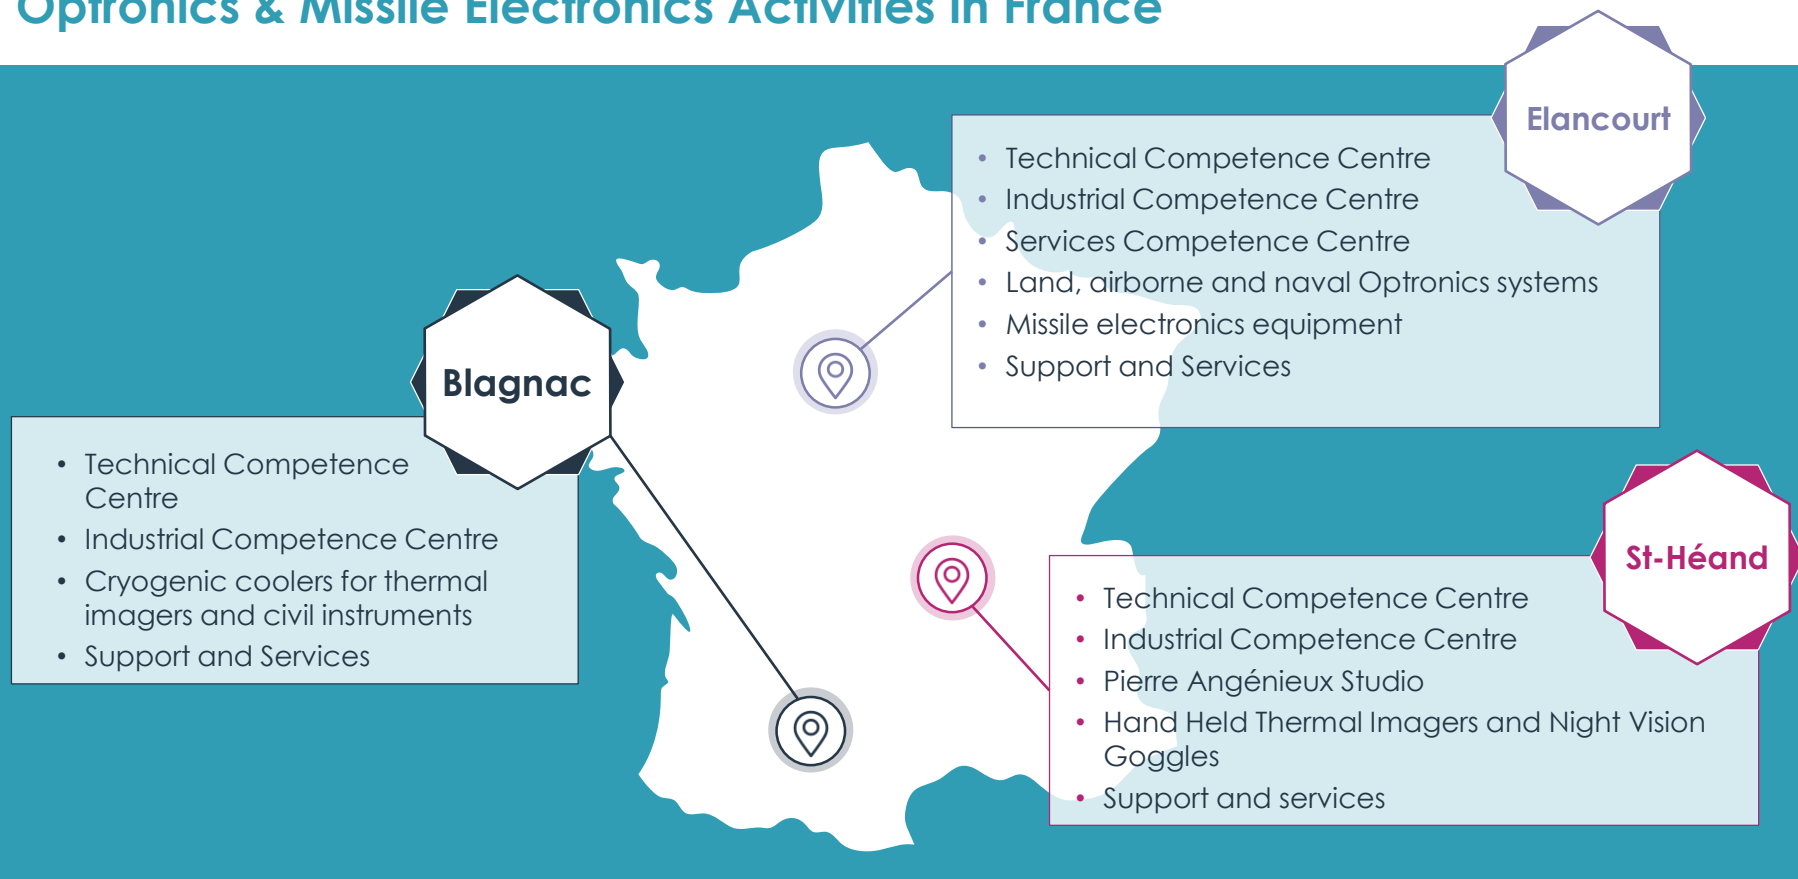 Optronics & Missile Electronics Activities in France
Elancourt
• Technical Competence Centre
• Industrial Competence Centre
• Services Competence Centre
• Land, airborne and naval Optronics systems
• Missile electronics equipment
• Support and Services
Blagnac
• Technical Competence
Centre
• Industrial Competence Centre
• Cryogenic coolers for thermal
imagers and civil instruments
• Support and Services
St-Héand
• Technical Competence Centre
• Industrial Competence Centre
• Pierre Angénieux Studio
• Hand Held Thermal Imagers and Night Vision
Goggles
• Support and services